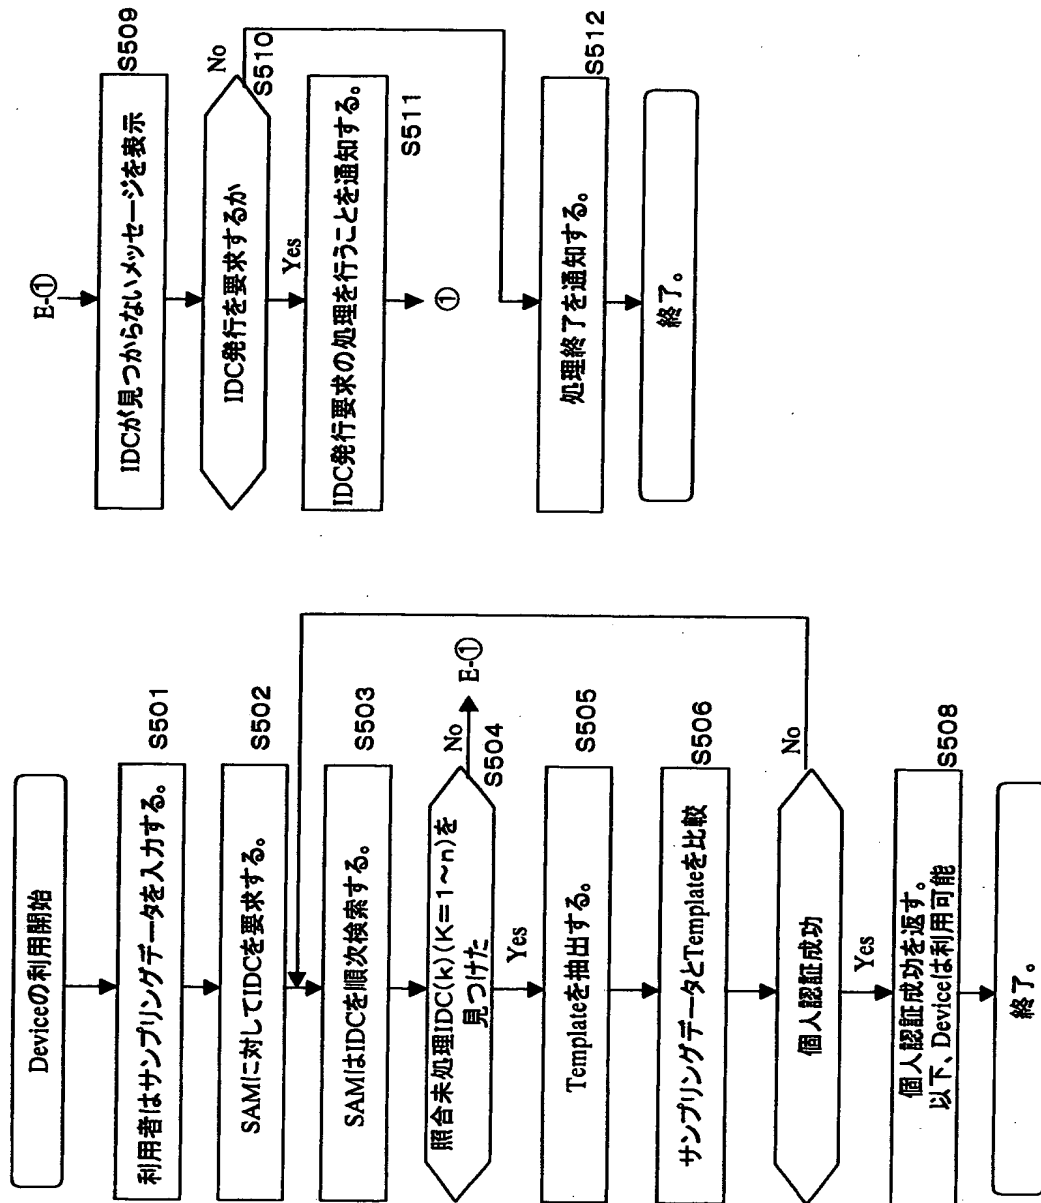 Deviceの利用開始
利用者はサンプリングデータを入力する。
S501
SAMに対してIDCを要求する。
S502
SAMはIDCを順次検索する。
S503
照合未処理IDC(k)(K=1~n)を
見つけた
No
E-①
S504
Yes
Templateを抽出する。
S505
サンプリングデータとTemplateを比較
S506
個人認証成功
No
Yes
個人認証成功を返す。
以下、Deviceは利用可能
S508
終了。
E-①
IDCが見つからないメッセージを表示
S509
IDC発行を要求するか
No
S510
Yes
IDC発行要求の処理を行うことを通知する。
S511
①
処理終了を通知する。
S512
終了。